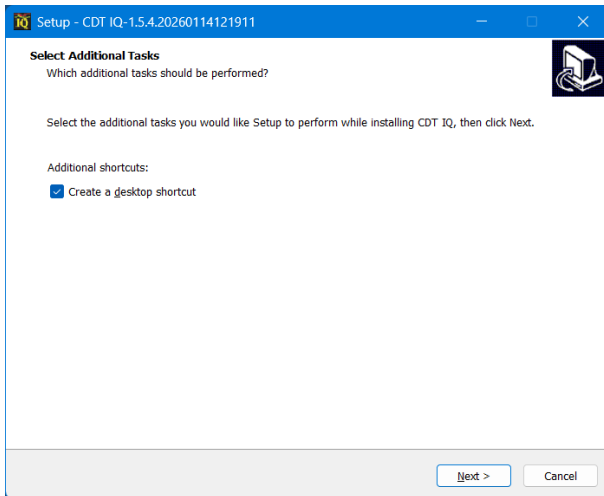 IQ Setup - CDT IQ-1.5.4.20260114121911
Select Additional Tasks
Which additional tasks should be performed?
Select the additional tasks you would like Setup to perform while installing CDT IQ, then click Next.
Additional shortcuts:
Create a desktop shortcut
Next > Cancel